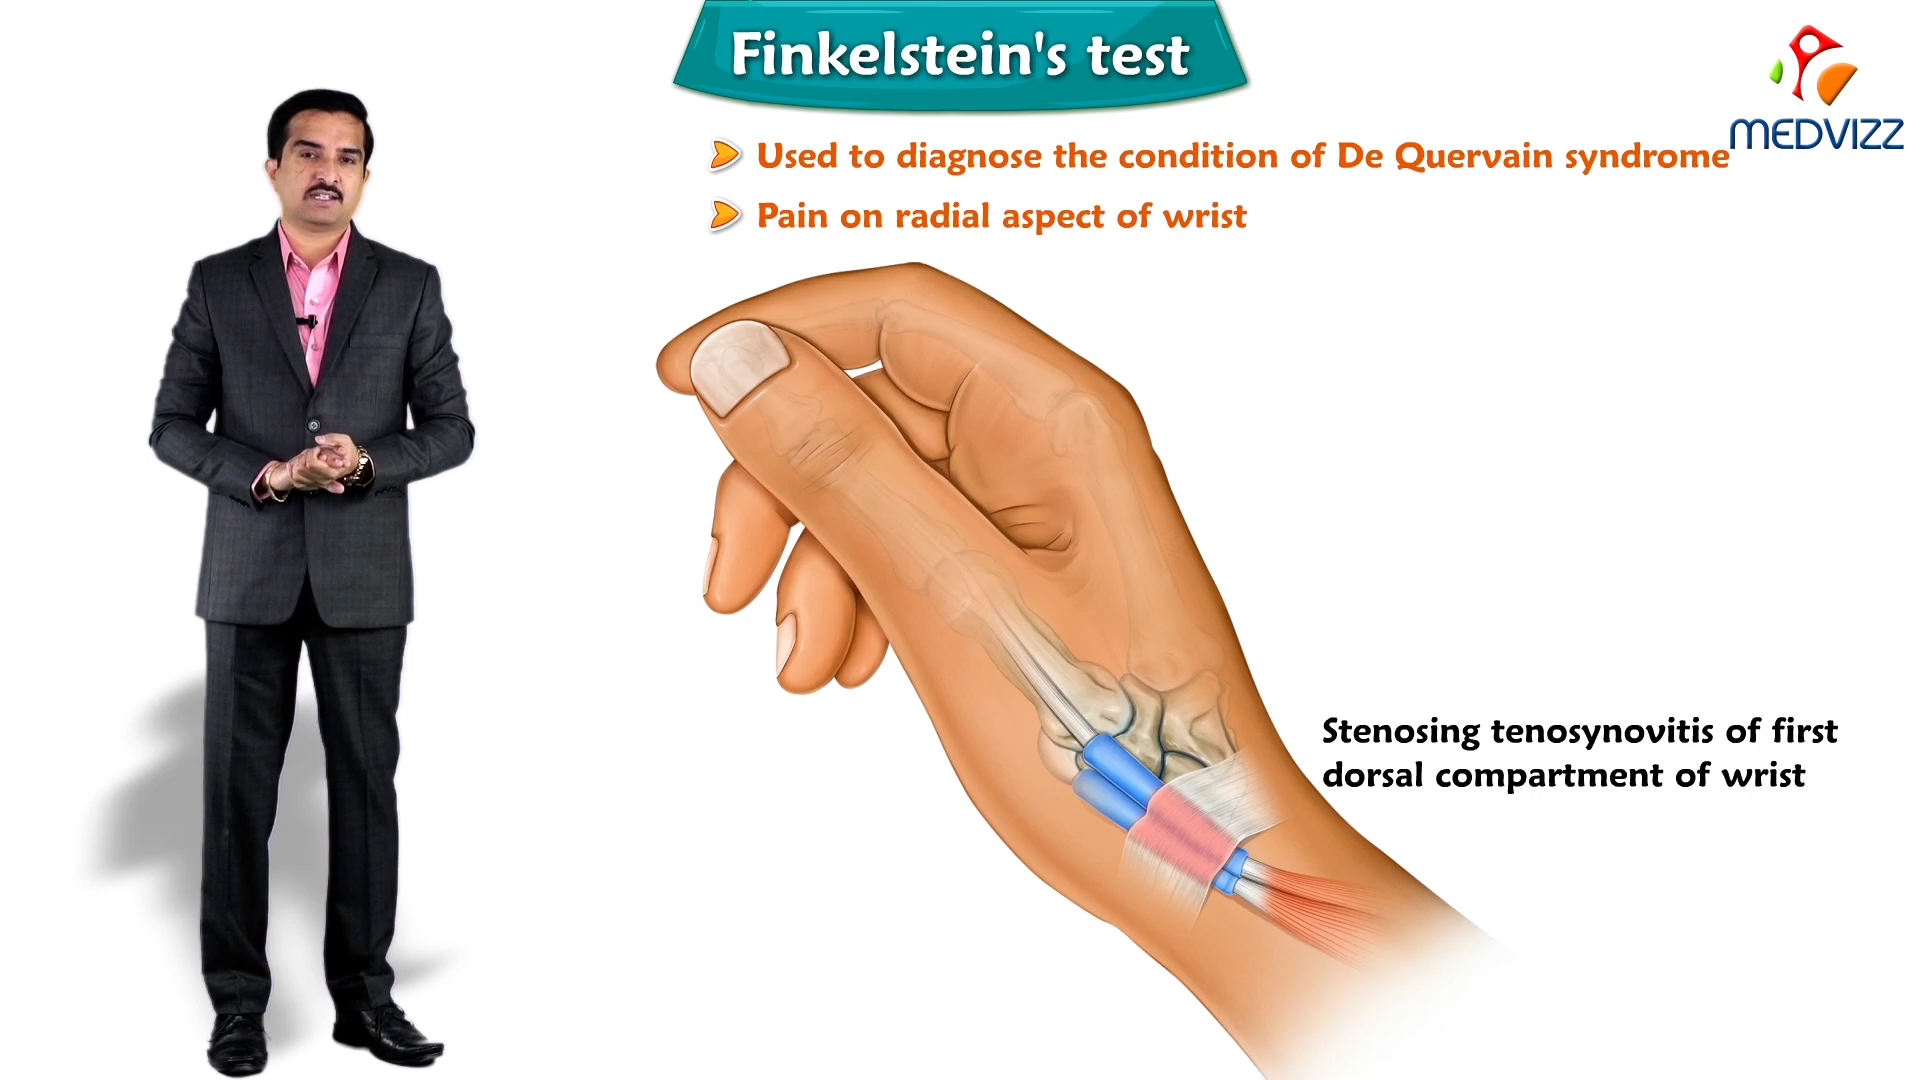 Finkelstein's test
MEDVIZZ
Used to diagnose the condition of De Quervain syndrome
Pain on radial aspect of wrist
Stenosing tenosynovitis of first
dorsal compartment of wrist